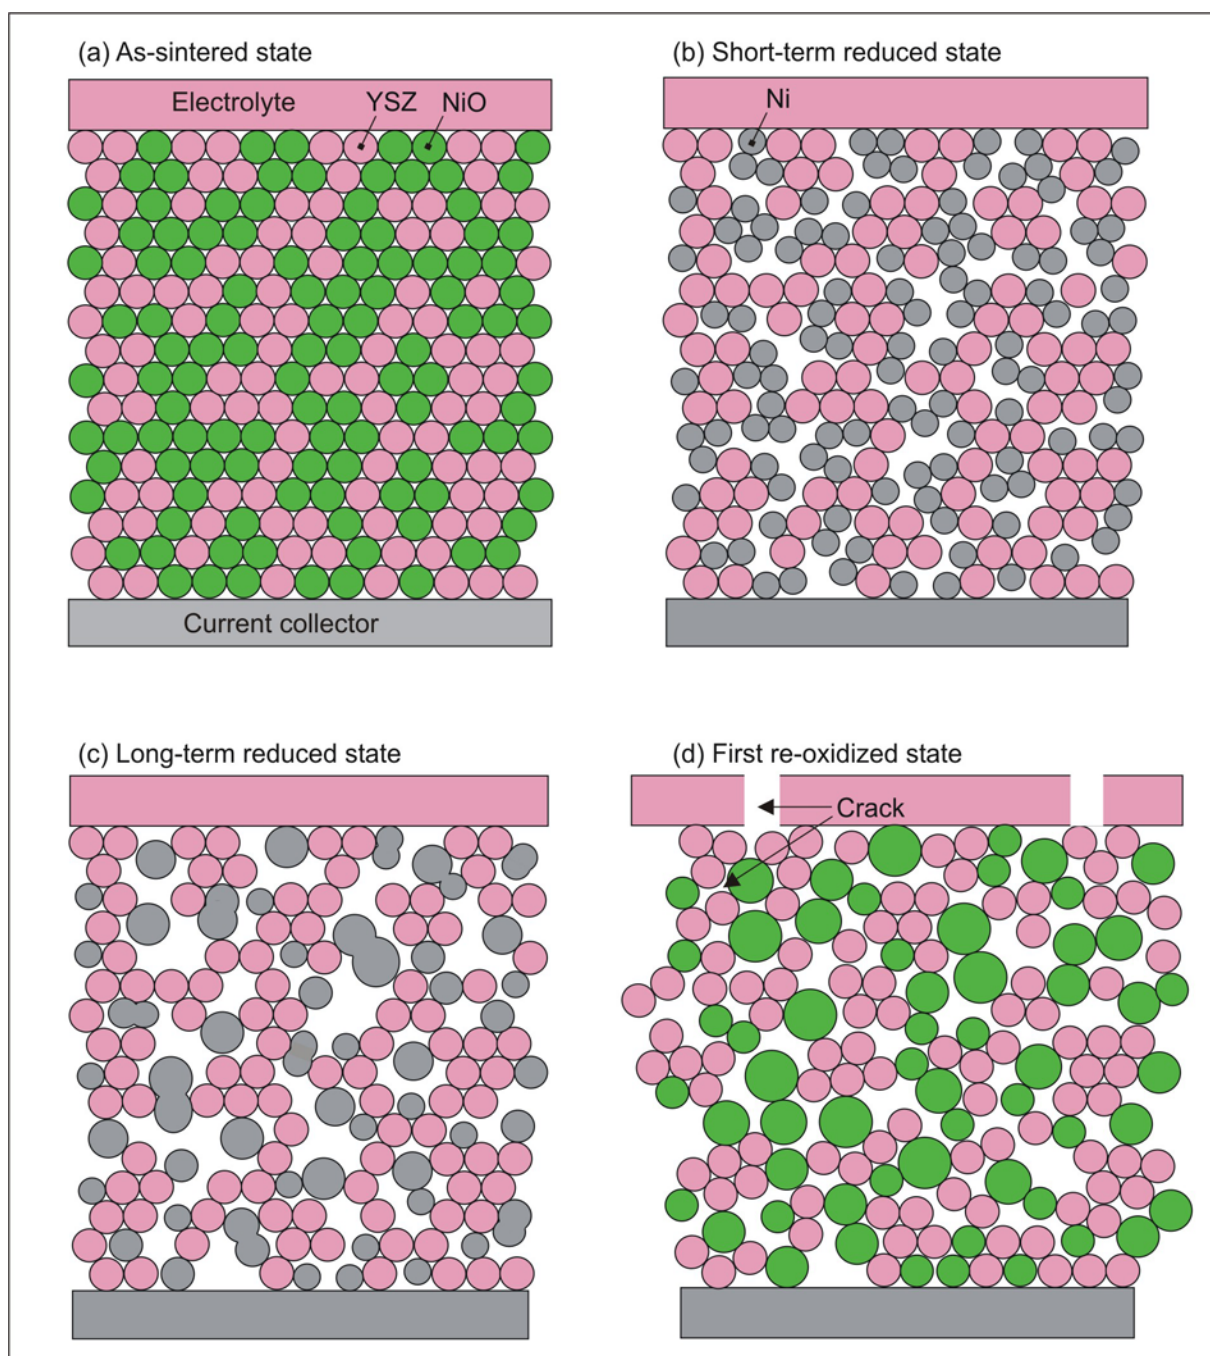 (a) As-sintered state
Electrolyte
YSZ
NiO
Current collector
(b) Short-term reduced state
Ni
(c) Long-term reduced state
(d) First re-oxidized state
Crack